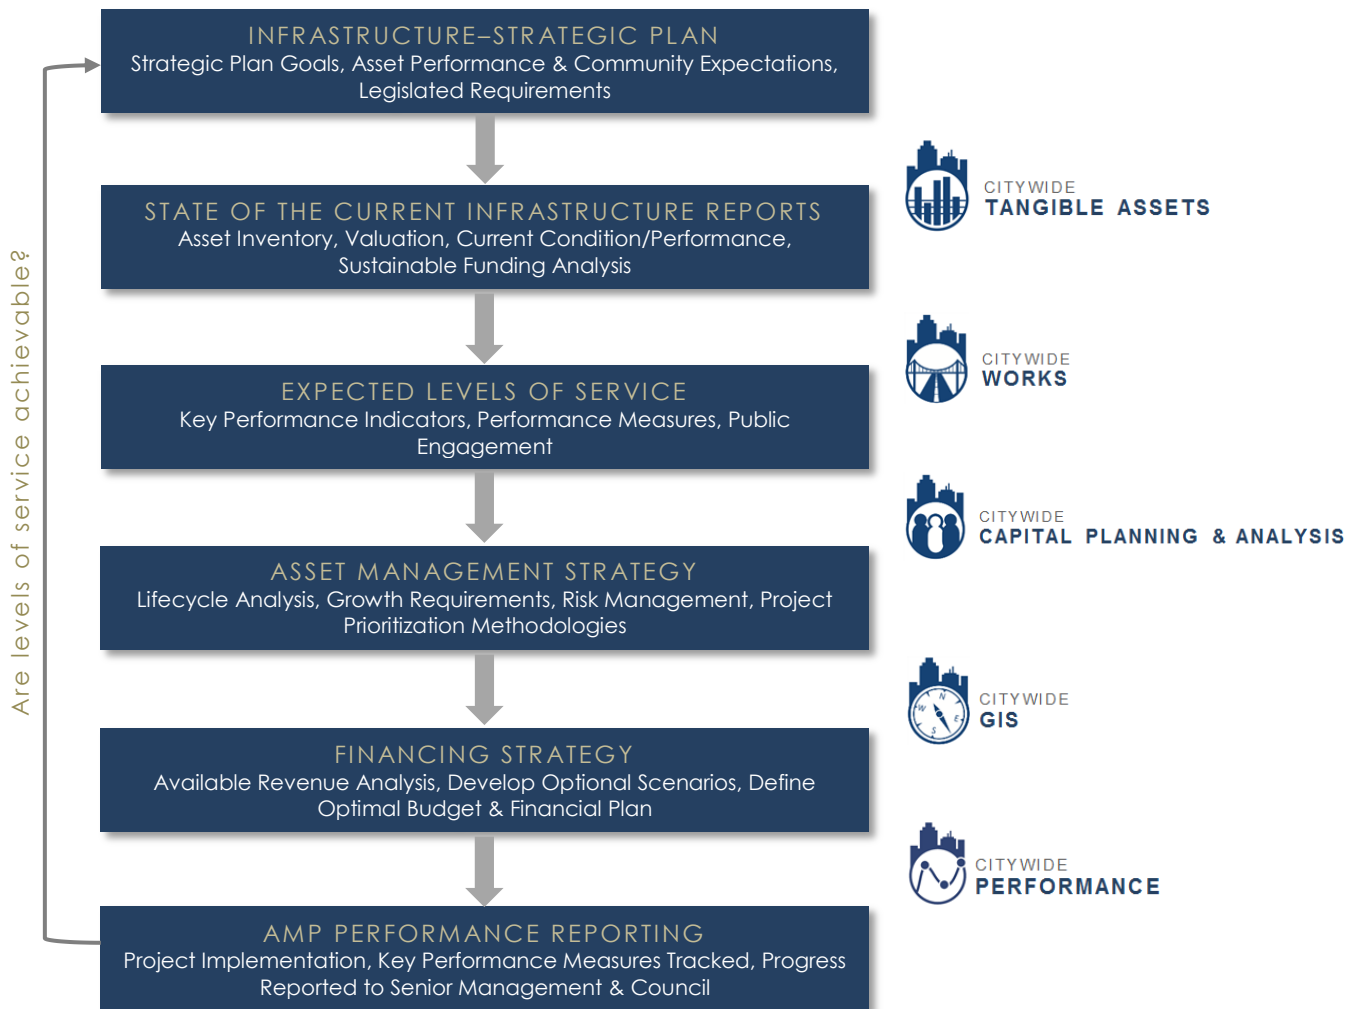 INFRASTRUCTURE–STRATEGIC PLAN
Strategic Plan Goals, Asset Performance & Community Expectations,
Legislated Requirements
STATE OF THE CURRENT INFRASTRUCTURE REPORTS
Asset Inventory, Valuation, Current Condition/Performance,
Sustainable Funding Analysis
EXPECTED LEVELS OF SERVICE
Key Performance Indicators, Performance Measures, Public
Engagement
ASSET MANAGEMENT STRATEGY
Lifecycle Analysis, Growth Requirements, Risk Management, Project
Prioritization Methodologies
FINANCING STRATEGY
Available Revenue Analysis, Develop Optional Scenarios, Define
Optimal Budget & Financial Plan
AMP PERFORMANCE REPORTING
Project Implementation, Key Performance Measures Tracked, Progress
Reported to Senior Management & Council
Are levels of service achievable?
CITYWIDE
TANGIBLE ASSETS
CITYWIDE
WORKS
CITYWIDE
CAPITAL PLANNING & ANALYSIS
N
W
E
S
CITYWIDE
GIS
CITYWIDE
PERFORMANCE